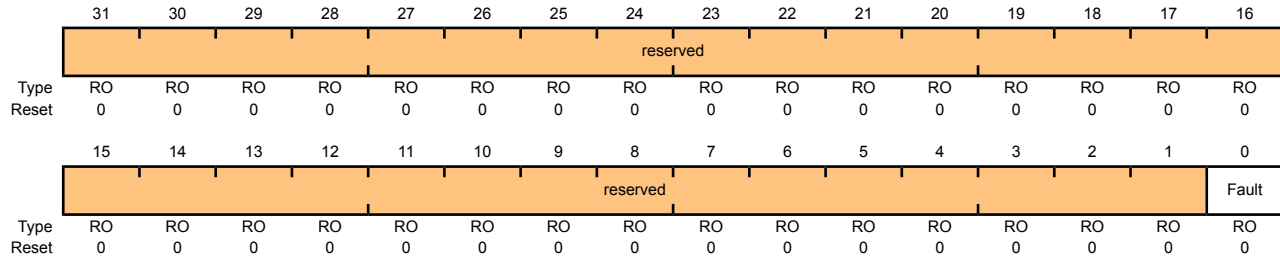 31 30 29 28 27 26 25 24 23 22 21 20 19 18 17 16
reserved
Type RO RO RO RO RO RO RO RO RO RO RO RO RO RO RO RO
Reset 0 0 0 0 0 0 0 0 0 0 0 0 0 0 0 0
15 14 13 12 11 10 9 8 7 6 5 4 3 2 1 0
reserved Fault
Type RO RO RO RO RO RO RO RO RO RO RO RO RO RO RO RO
Reset 0 0 0 0 0 0 0 0 0 0 0 0 0 0 0 0